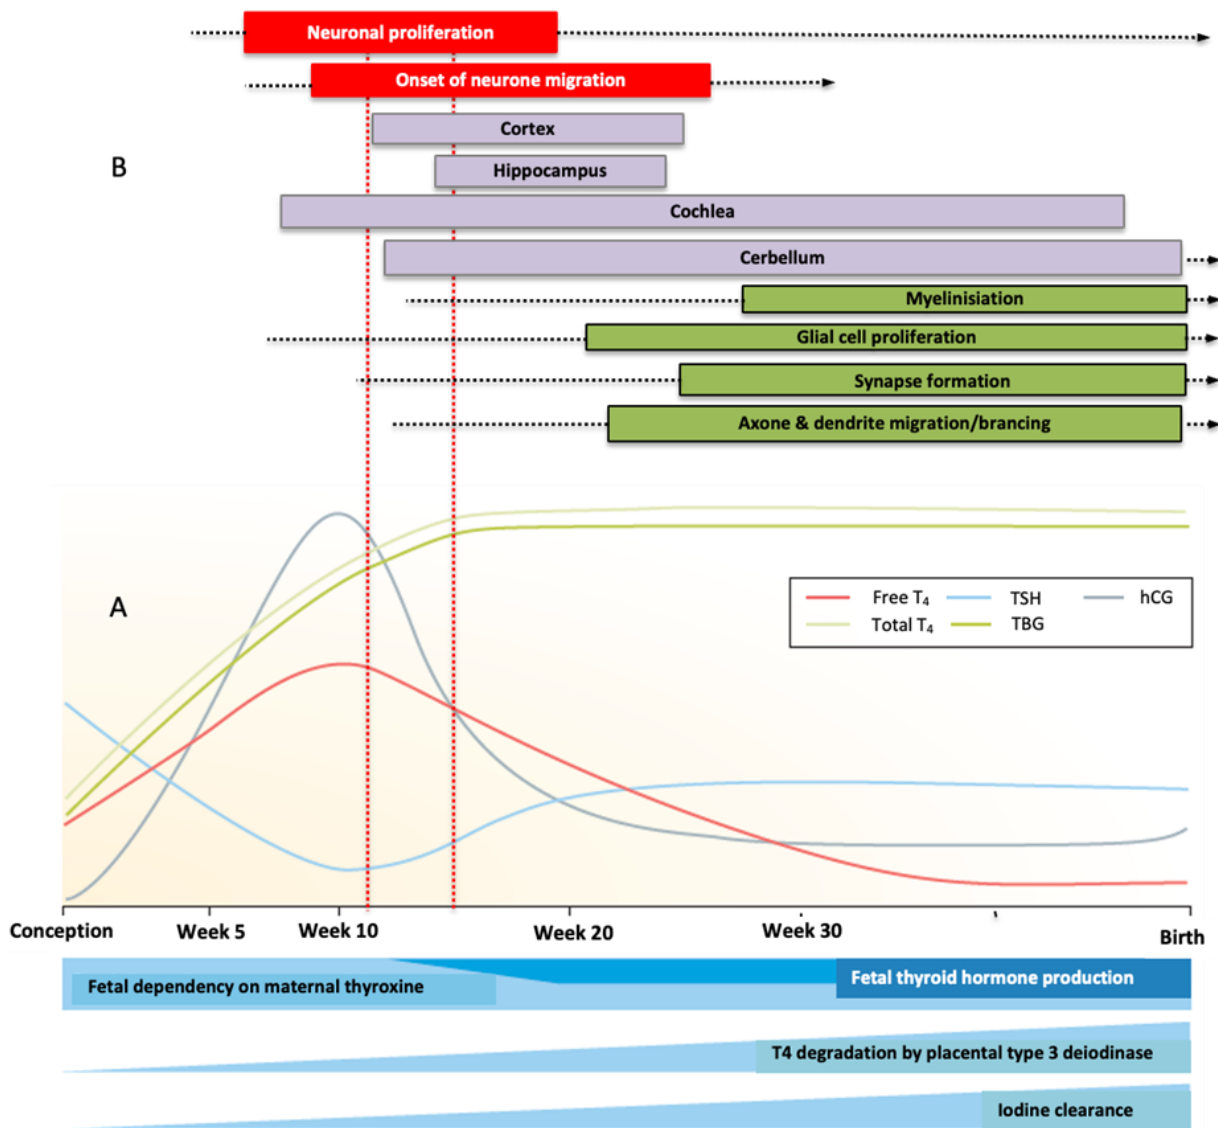 Neuronal proliferation
Onset of neurone migration
Cortex
B
Hippocampus
Cochlea
Cerbellum
Myelinisiation
Glial cell proliferation
Synapse formation
Axone & dendrite migration/brancing
A
Free T₄ TSH hCG
Total T₄ TBG
Conception Week 5 Week 10 Week 20 Week 30 Birth
Fetal dependency on maternal thyroxine Fetal thyroid hormone production
T4 degradation by placental type 3 deiodinase
Iodine clearance